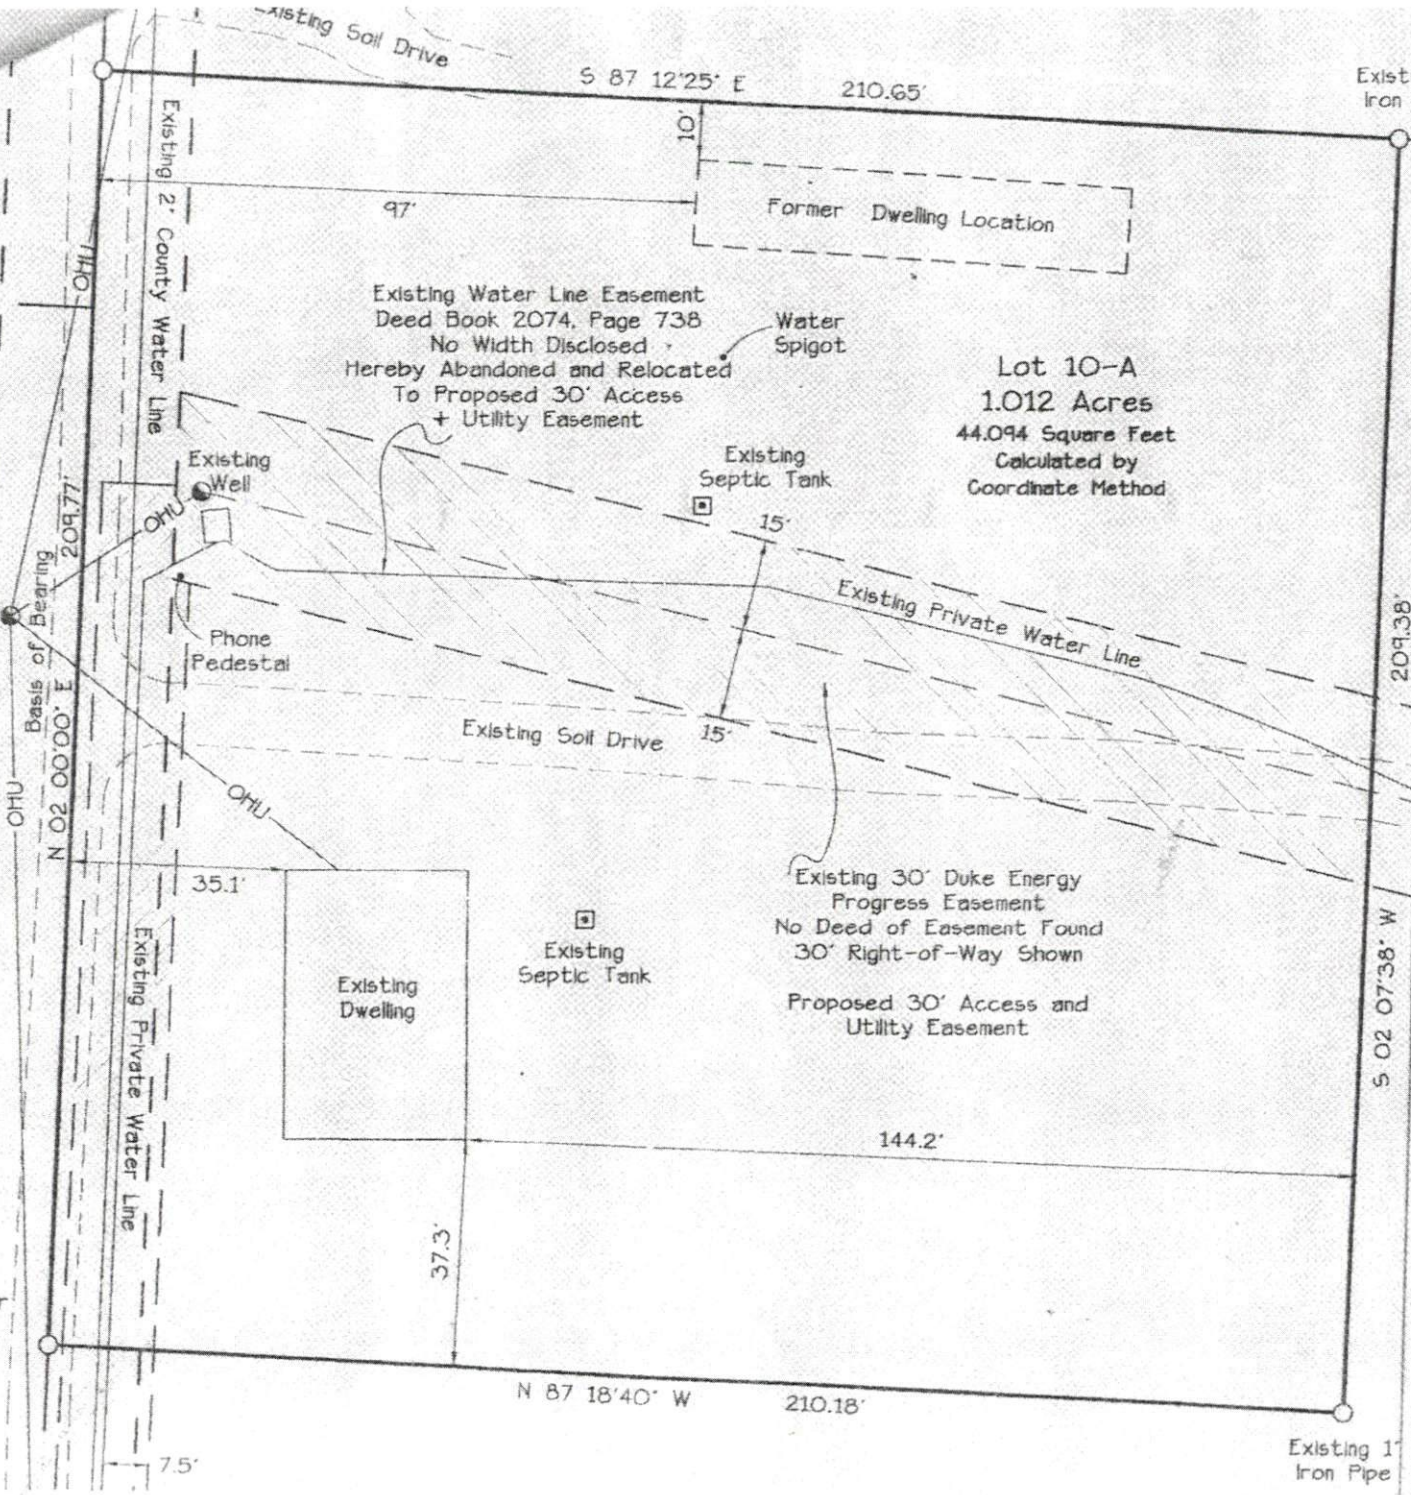 Existing Soil Drive
S 87 12'25" E
210.65'
Exist
Iron
10'
Existing 2' County Water Line
97'
Former Dwelling Location
OHU
Existing Water Line Easement
Deed Book 2074, Page 738
No Width Disclosed
Hereby Abandoned and Relocated
To Proposed 30' Access
+ Utility Easement
Water
Spigot
Lot 10-A
1.012 Acres
44.094 Square Feet
Calculated by
Coordinate Method
Existing
Well
Existing
Septic Tank
209.77'
OHU
15'
Existing Private Water Line
209.38'
Basis of Bearing
N 02 00'00" E
Phone
Pedestal
Existing Soil Drive
15'
OHU
OHU
35.1'
Existing 30' Duke Energy
Progress Easement
No Deed of Easement Found
30' Right-of-Way Shown
Proposed 30' Access and
Utility Easement
Existing
Septic Tank
Existing
Dwelling
S 02 07'38" W
Existing Private Water Line
144.2'
37.3'
N 87 18'40" W
210.18'
Existing 1"
Iron Pipe
7.5'